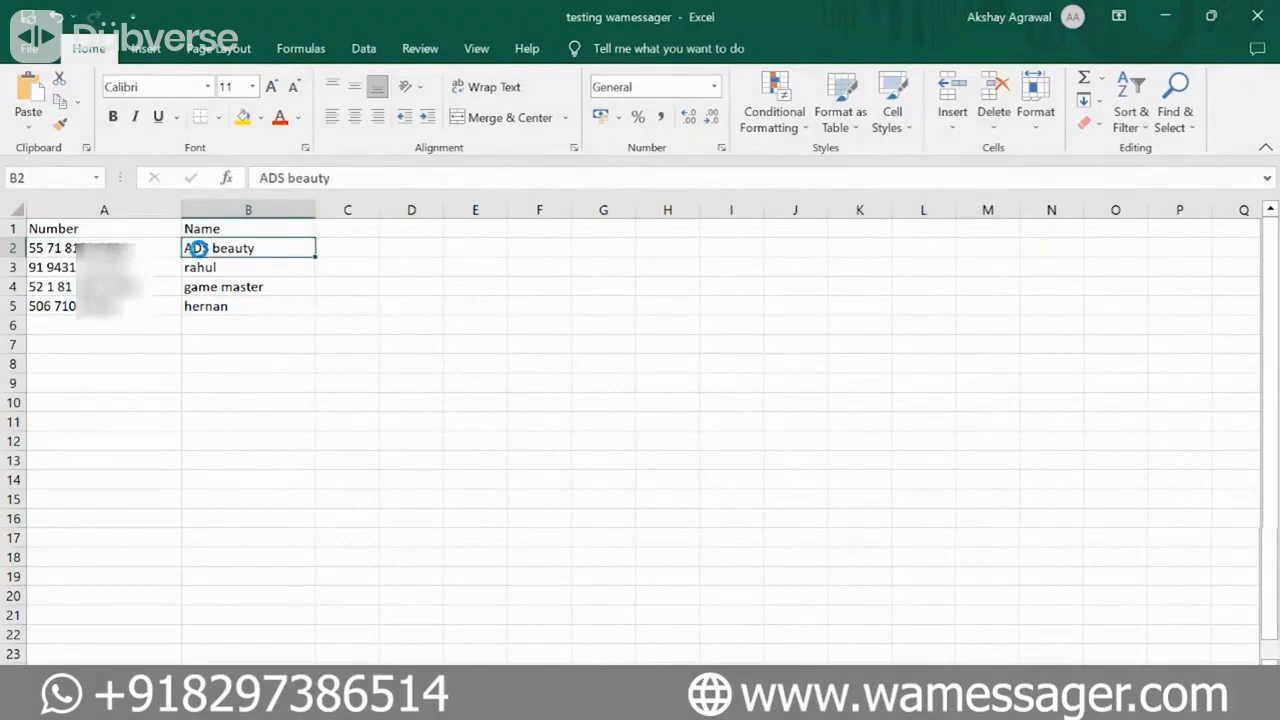 Dubverse
testing wamessager - Excel
Akshay Agrawal
AA
File Home Insert Page Layout Formulas Data Review View Help Tell me what you want to do
Calibri 11
Wrap Text
General
Paste
B I U
Merge & Center
Conditional Formatting
Format as Table
Cell Styles
Insert Delete Format
Sort & Filter
Find & Select
Clipboard Font Alignment Number Styles Cells Editing
B2 fx ADS beauty
A B C D E F G H I J K L M N O P Q
1 Number Name
2 55 71 81 ADS beauty
3 91 9431 rahul
4 52 1 81 game master
5 506 710 hernan
6
7
8
9
10
11
12
13
14
15
16
17
18
19
20
21
22
23
+918297386514 www.wamessager.com